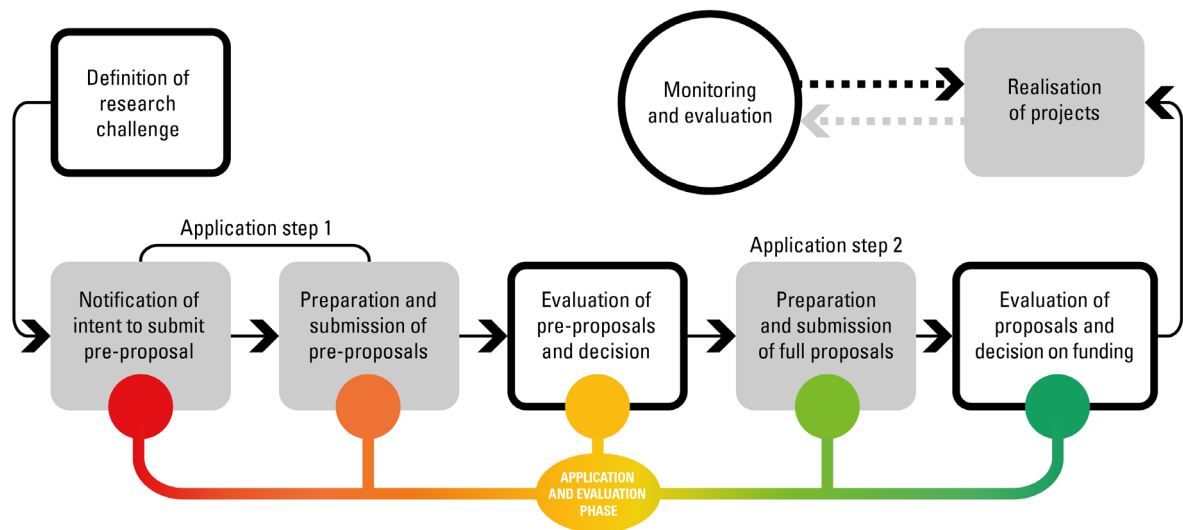 Definition of
research
challenge
Monitoring
and evaluation
Realisation
of projects
Application step 1
Application step 2
Notification of
intent to submit
pre-proposal
Preparation and
submission of
pre-proposals
Evaluation of
pre-proposals
and decision
Preparation
and submission
of full proposals
Evaluation of
proposals and
decision on funding
APPLICATION
AND EVALUATION
PHASE